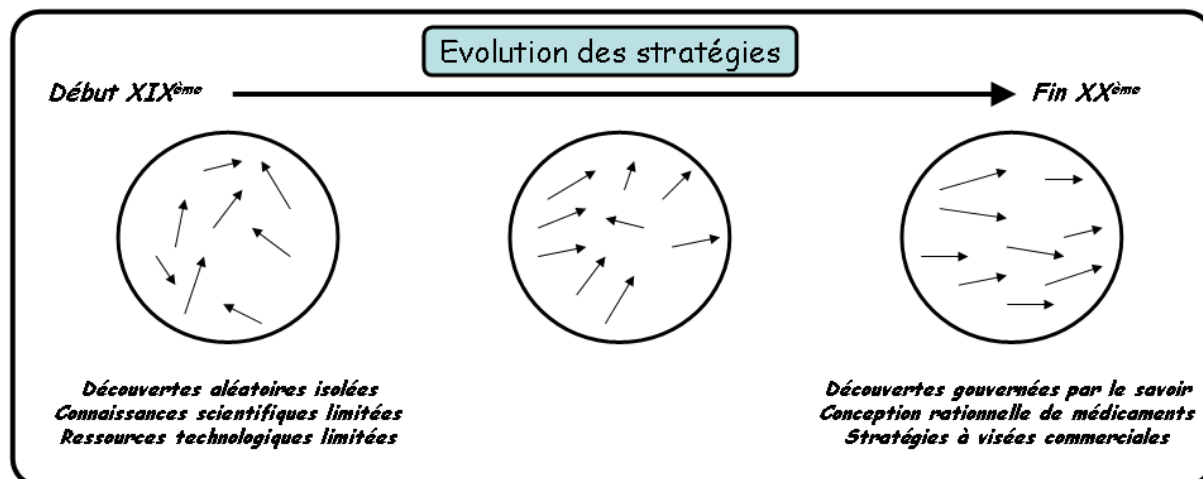 Evolution des stratégies
Début XIXème
Fin XXème
Découvertes aléatoires isolées
Connaissances scientifiques limitées
Ressources technologiques limitées
Découvertes gouvernées par le savoir
Conception rationnelle de médicaments
Stratégies à visées commerciales